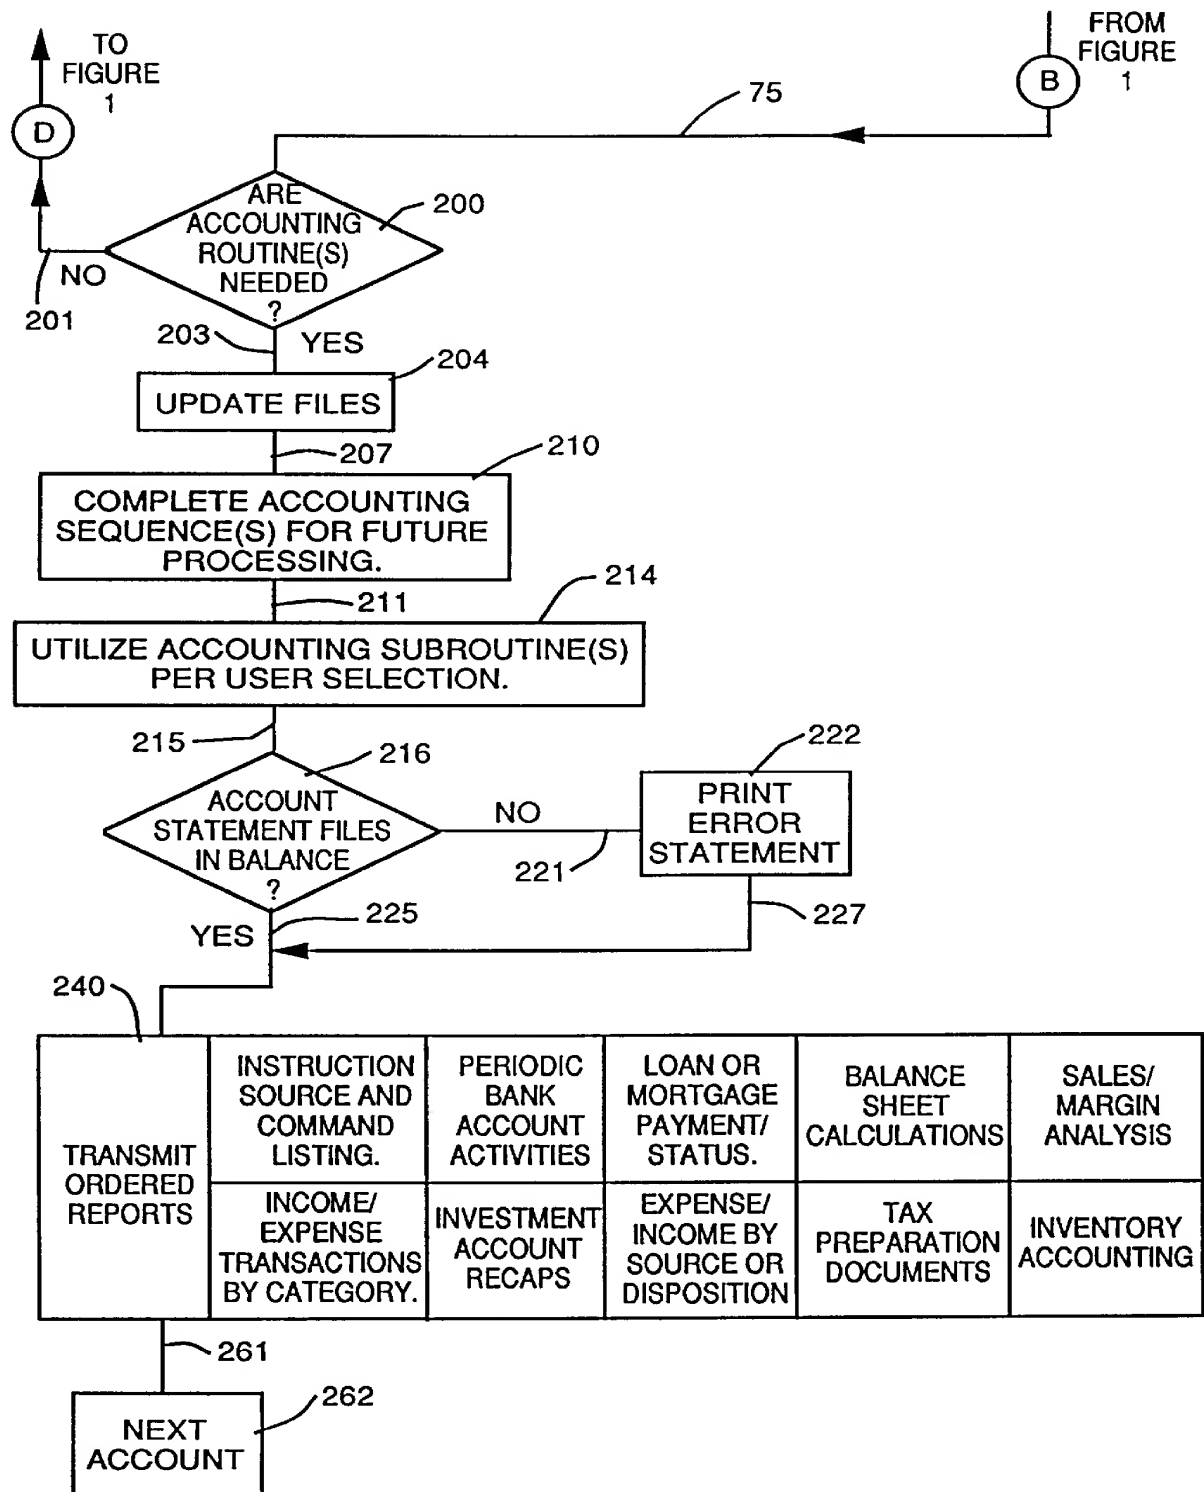 TO
FIGURE
1
FROM
FIGURE
1
D
B
75
ARE
ACCOUNTING
ROUTINE(S)
NEEDED
?
200
NO
201
203
YES
204
UPDATE FILES
207
210
COMPLETE ACCOUNTING
SEQUENCE(S) FOR FUTURE
PROCESSING.
211
214
UTILIZE ACCOUNTING SUBROUTINE(S)
PER USER SELECTION.
215
216
ACCOUNT
STATEMENT FILES
IN BALANCE
?
NO
221
222
PRINT
ERROR
STATEMENT
227
YES
225
240
TRANSMIT
ORDERED
REPORTS
INSTRUCTION
SOURCE AND
COMMAND
LISTING.
PERIODIC
BANK
ACCOUNT
ACTIVITIES
LOAN OR
MORTGAGE
PAYMENT/
STATUS.
BALANCE
SHEET
CALCULATIONS
SALES/
MARGIN
ANALYSIS
INCOME/
EXPENSE
TRANSACTIONS
BY CATEGORY.
INVESTMENT
ACCOUNT
RECAPS
EXPENSE/
INCOME BY
SOURCE OR
DISPOSITION
TAX
PREPARATION
DOCUMENTS
INVENTORY
ACCOUNTING
261
262
NEXT
ACCOUNT